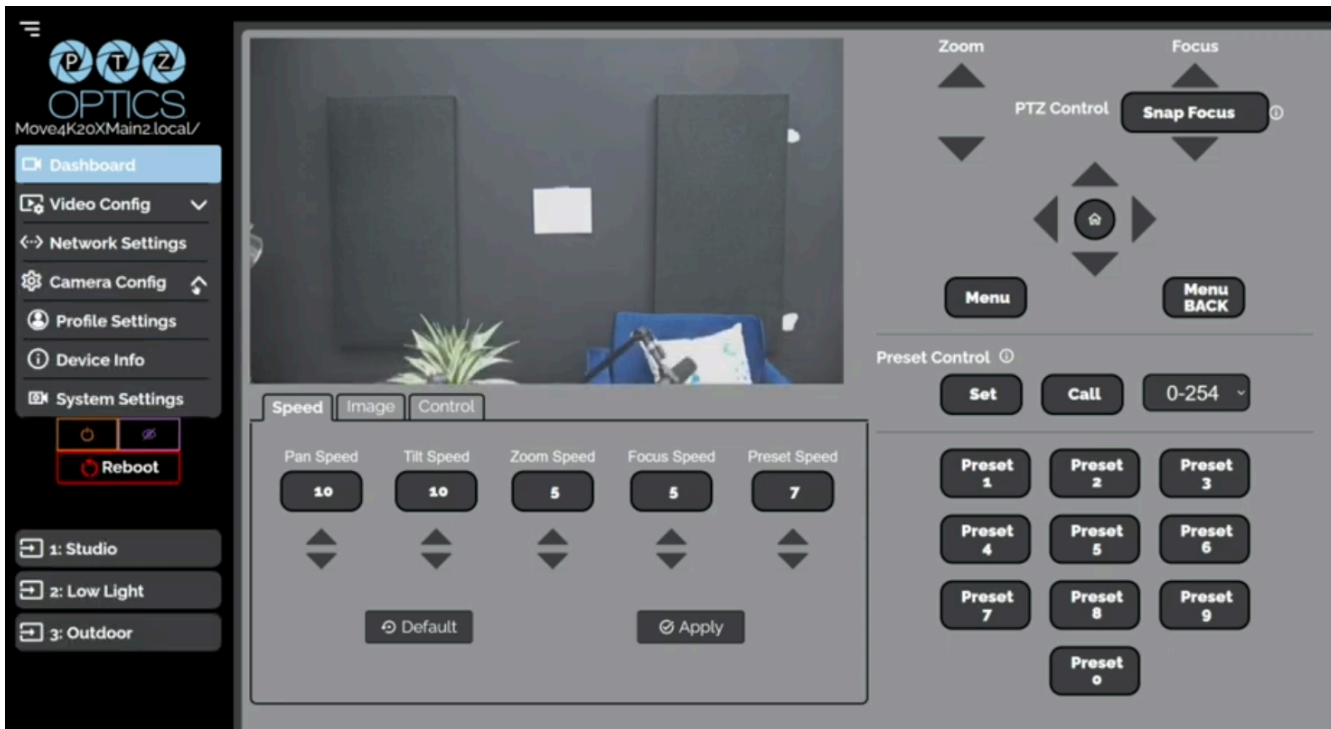 PTZ
OPTICS
Move4K20XMain2.local/
Dashboard
Video Config
Network Settings
Camera Config
Profile Settings
Device Info
System Settings
Reboot
1: Studio
2: Low Light
3: Outdoor
Speed Image Control
Pan Speed Tilt Speed Zoom Speed Focus Speed Preset Speed
10 10 5 5 7
Default Apply
Zoom Focus
PTZ Control Snap Focus
Menu Menu
BACK
Preset Control
Set Call 0-254
Preset Preset Preset
1 2 3
Preset Preset Preset
4 5 6
Preset Preset Preset
7 8 9
Preset
0